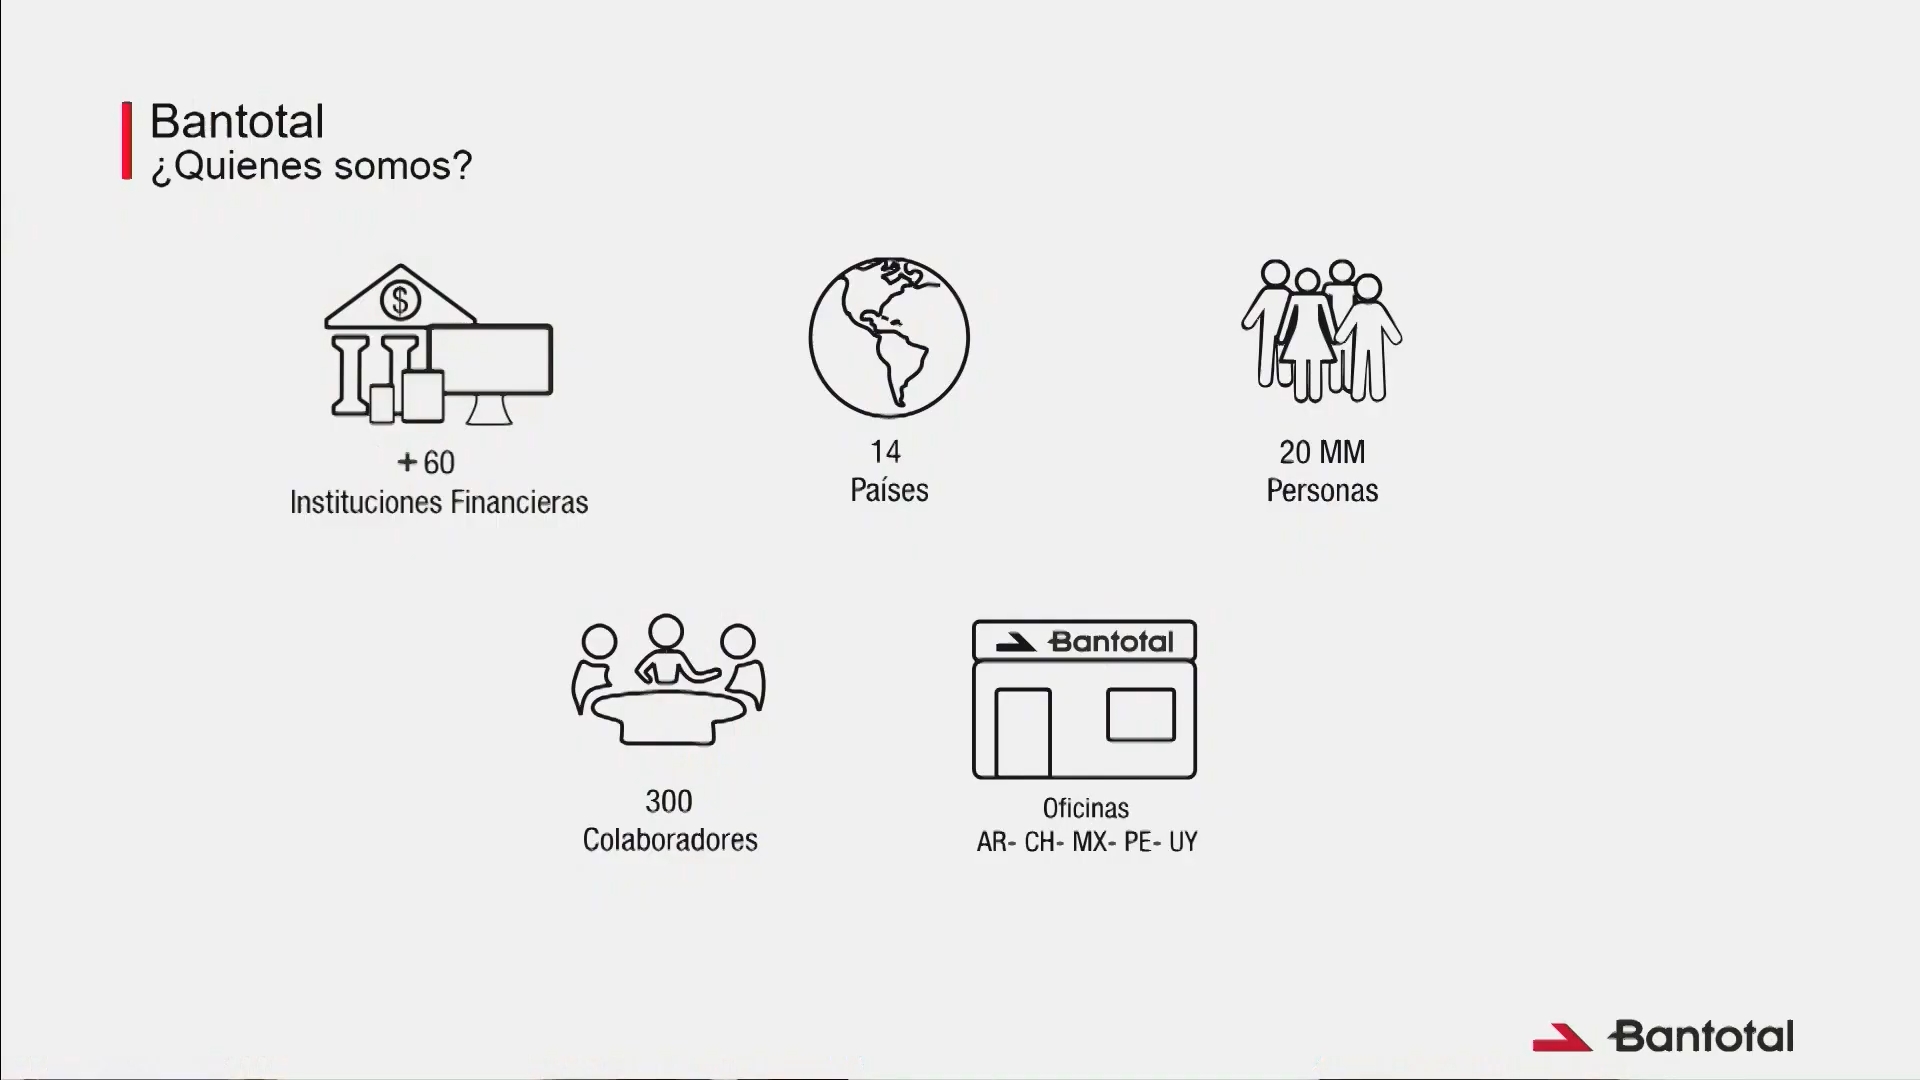 Bantotal
¿Quienes somos?
$
+ 60
Instituciones Financieras
14
Países
20 MM
Personas
300
Colaboradores
Bantotal
Oficinas
AR- CH- MX- PE- UY
Bantotal